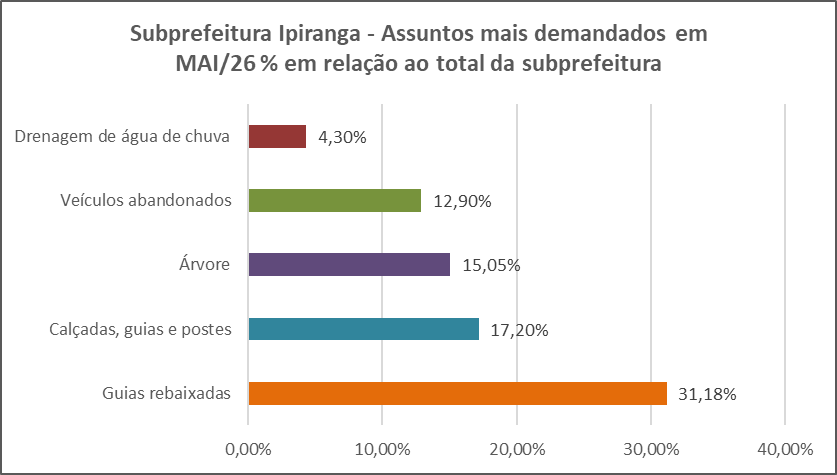 Subprefeitura Ipiranga - Assuntos mais demandados em
MAI/26 % em relação ao total da subprefeitura
Drenagem de água de chuva 4,30%
Veículos abandonados 12,90%
Árvore 15,05%
Calçadas, guias e postes 17,20%
Guias rebaixadas 31,18%
0,00% 10,00% 20,00% 30,00% 40,00%